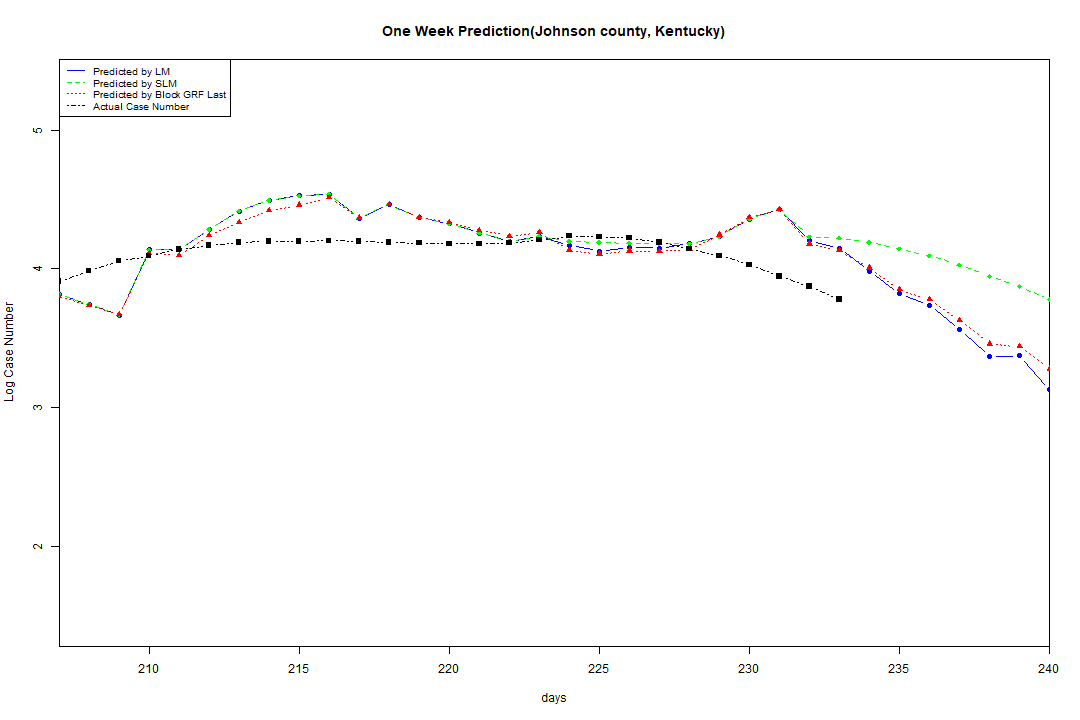 One Week Prediction(Johnson county, Kentucky)
Predicted by LM
Predicted by SLM
Predicted by Block GRF Last
Actual Case Number
5
4
3
2
Log Case Number
210 215 220 225 230 235 240
days